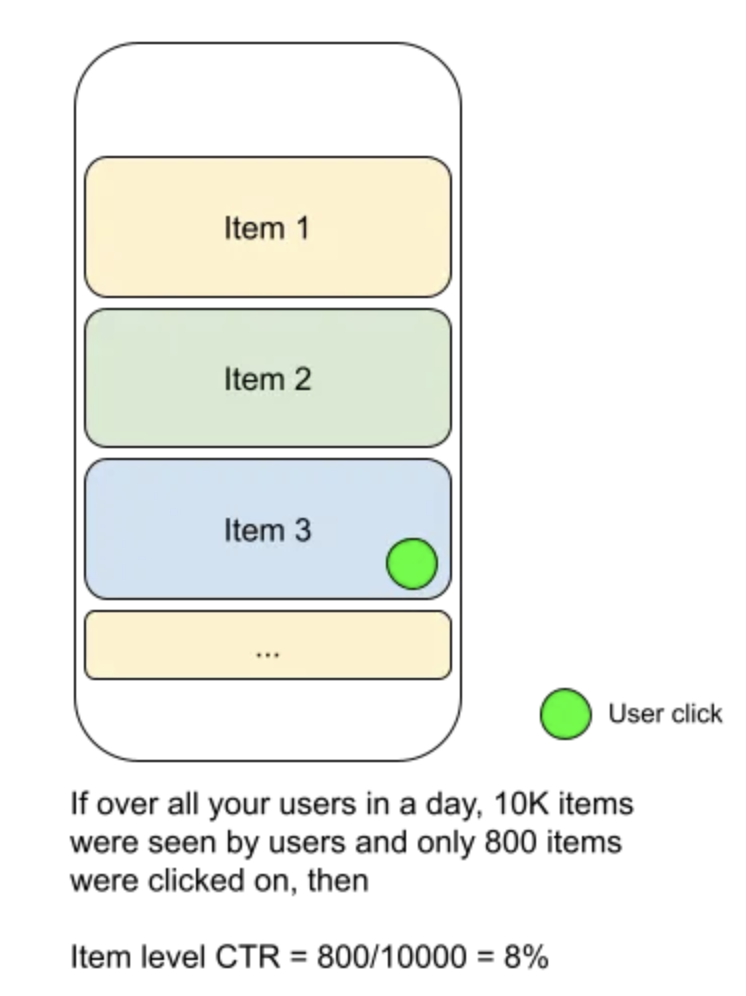 Item 1
Item 2
Item 3
...
User click
If over all your users in a day, 10K items
were seen by users and only 800 items
were clicked on, then
Item level CTR = 800/10000 = 8%